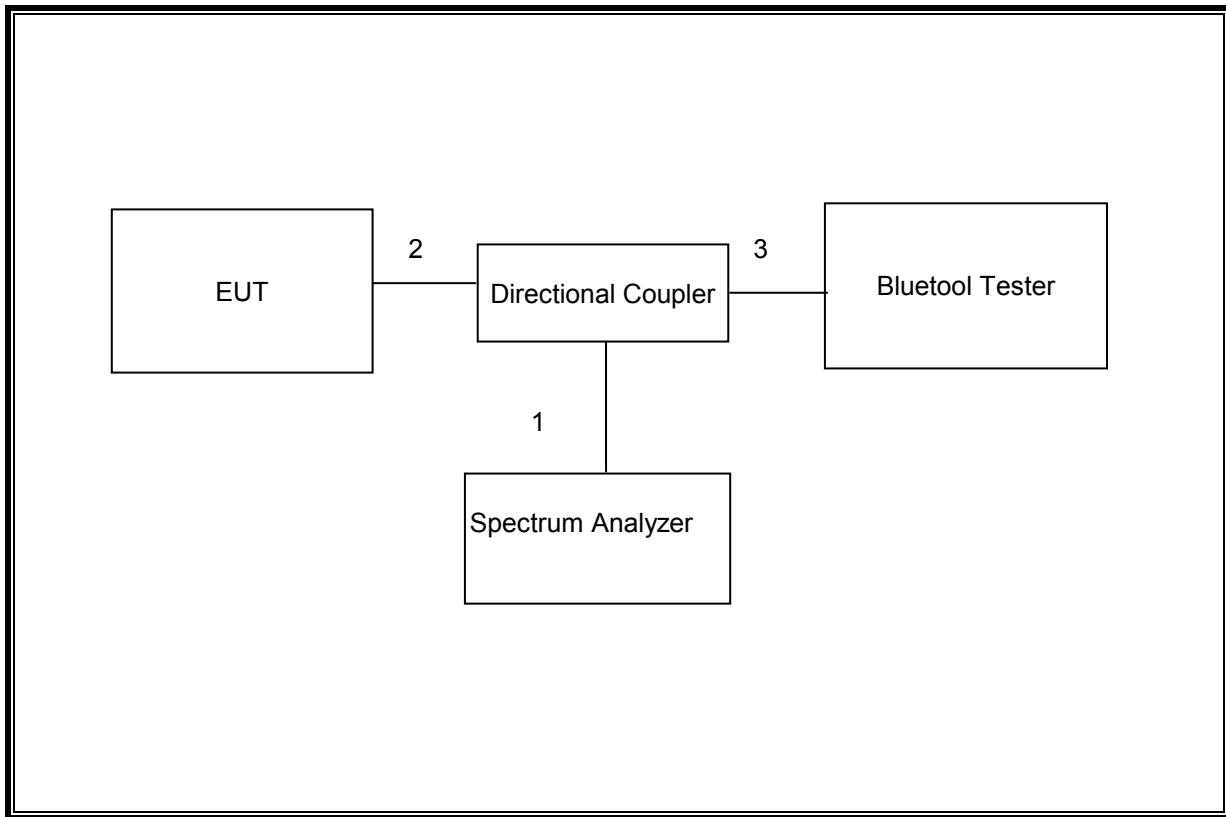 EUT
2
Directional Coupler
3
Bluetool Tester
1
Spectrum Analyzer